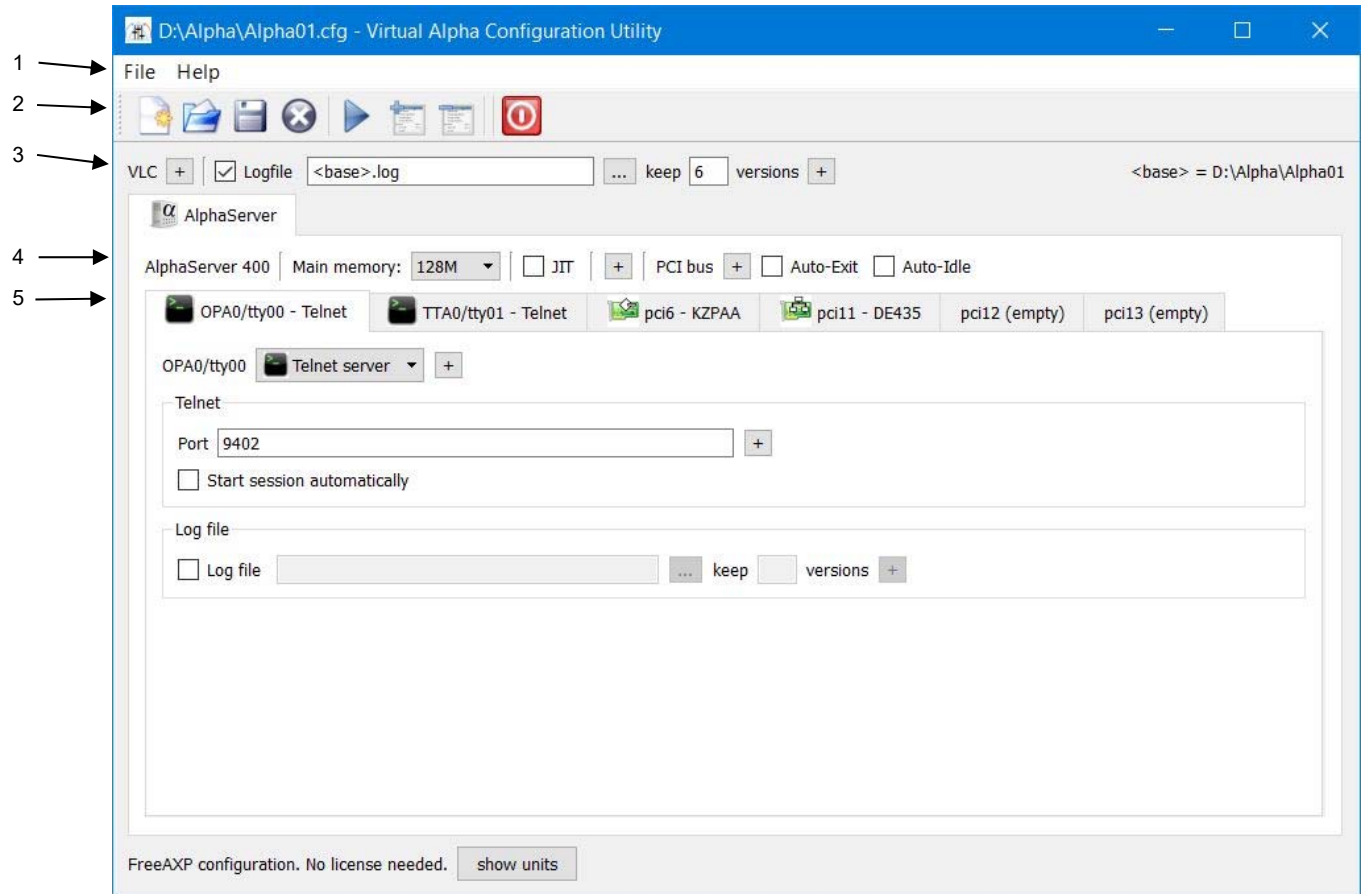 D:\Alpha\Alpha01.cfg - Virtual Alpha Configuration Utility
1
File Help
2
3
VLC + Logfile <base>.log ... keep 6 versions + <base> = D:\Alpha\Alpha01
α AlphaServer
4
AlphaServer 400 Main memory: 128M JIT + PCI bus + Auto-Exit Auto-Idle
5
OPA0/tty00 - Telnet TTA0/tty01 - Telnet pci6 - KZPAA pci11 - DE435 pci12 (empty) pci13 (empty)
OPA0/tty00 Telnet server +
Telnet
Port 9402 +
Start session automatically
Log file
Log file ... keep versions +
FreeAXP configuration. No license needed. show units